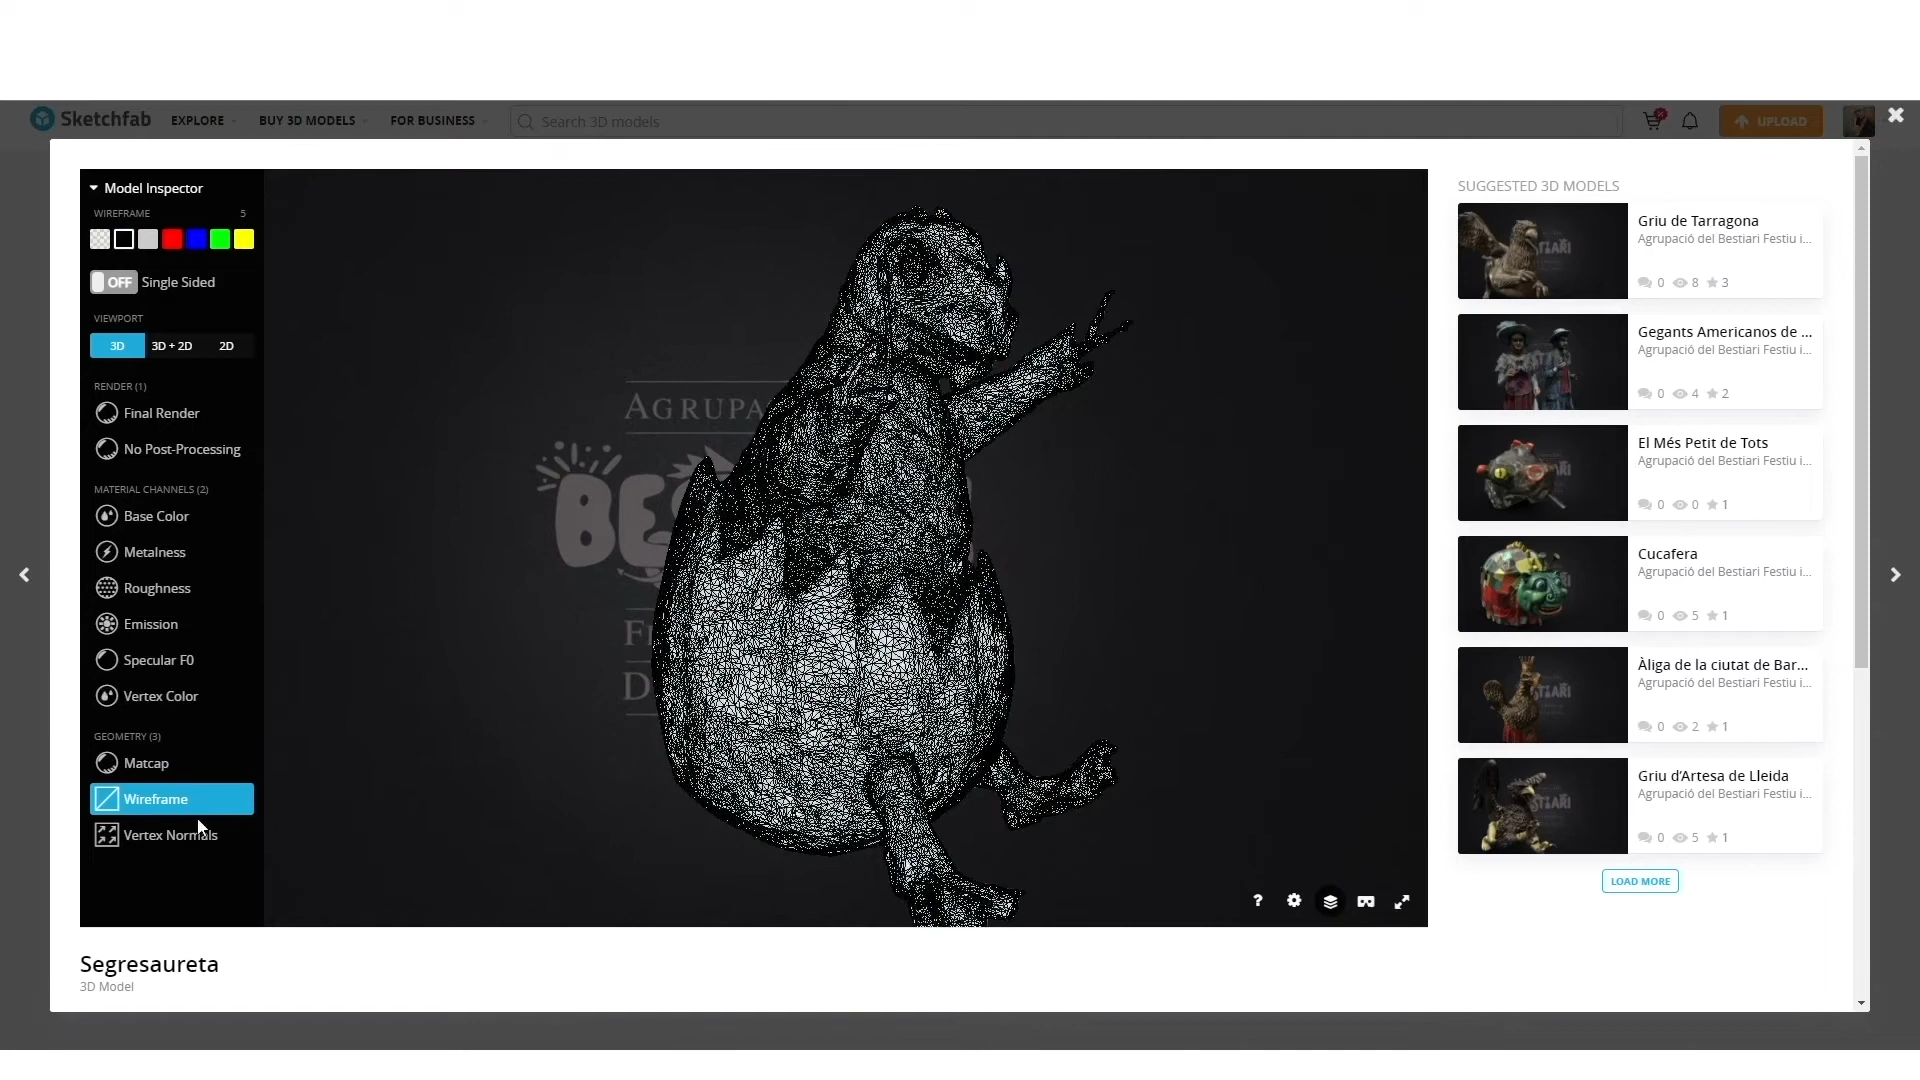 Sketchfab
EXPLORE
BUY 3D MODELS
FOR BUSINESS
Search 3D models
UPLOAD
Model Inspector
WIREFRAME 5
OFF Single Sided
VIEWPORT
3D 3D + 2D 2D
RENDER (1)
Final Render
No Post-Processing
MATERIAL CHANNELS (2)
Base Color
Metalness
Roughness
Emission
Specular F0
Vertex Color
GEOMETRY (3)
Matcap
Wireframe
Vertex Normals
AGRUPA
BES
F
D
?
Segresaureta
3D Model
SUGGESTED 3D MODELS
Griu de Tarragona
Agrupació del Bestiari Festiu i...
0 8 3
Gegants Americanos de ...
Agrupació del Bestiari Festiu i...
0 4 2
El Més Petit de Tots
Agrupació del Bestiari Festiu i...
0 0 1
Cucafera
Agrupació del Bestiari Festiu i...
0 5 1
Àliga de la ciutat de Bar...
Agrupació del Bestiari Festiu i...
0 2 1
Griu d'Artesa de Lleida
Agrupació del Bestiari Festiu i...
0 5 1
LOAD MORE